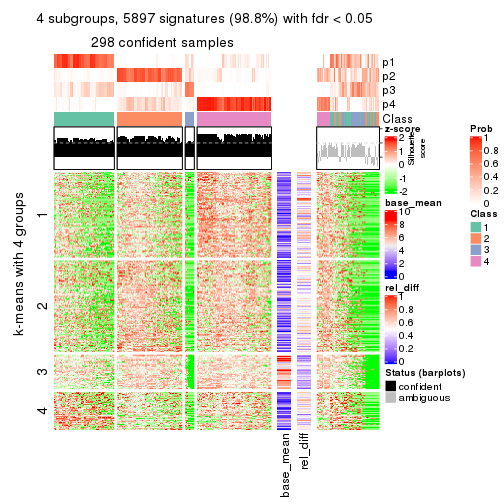 4 subgroups, 5897 signatures (98.8%) with fdr < 0.05
298 confident samples
p1
p2
p3
p4
Class
Silhouette
score
k-means with 4 groups
1
2
3
4
base_mean
rel_diff
z-score
2
1
0
-1
-2
base_mean
10
8
6
4
2
0
rel_diff
1
0.8
0.6
0.4
0.2
0
Status (barplots)
confident
ambiguous
Prob
1
0.8
0.6
0.4
0.2
0
Class
1
2
3
4